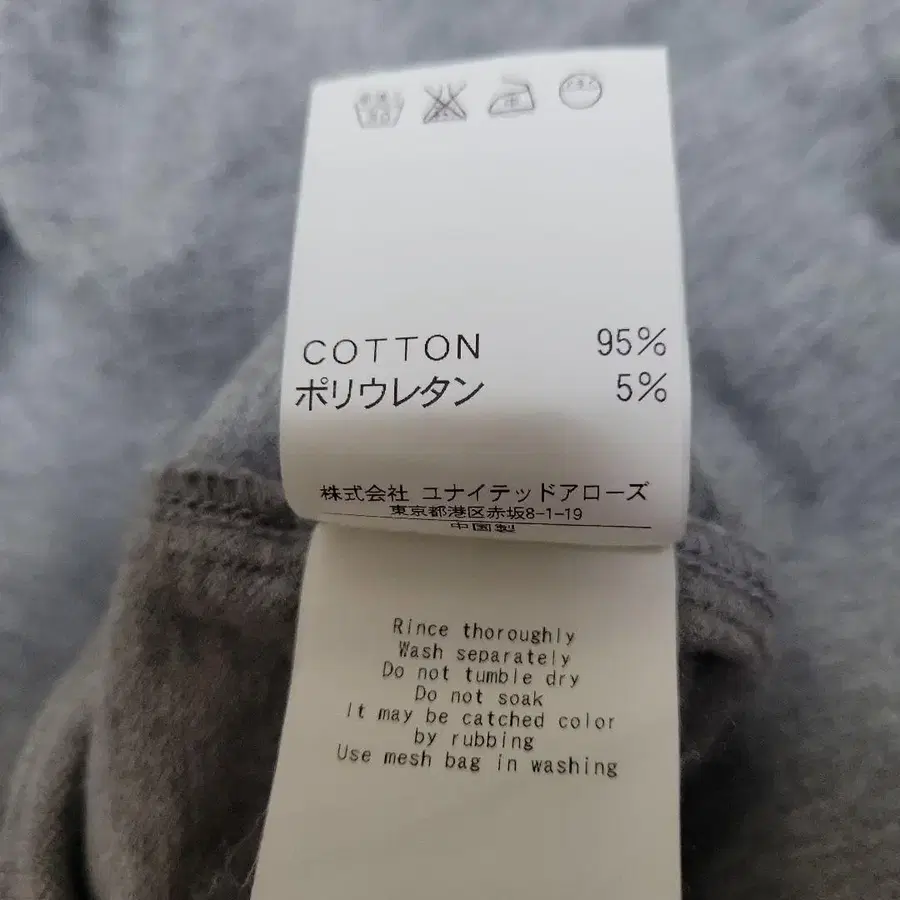 中
COTTON 95%
ポリウレタン 5%
株式会社 ユナイテッドアローズ
東京都港区赤坂8-1-19
中国製
Rince thoroughly
Wash separately
Do not tumble dry
Do not soak
It may be catched color
by rubbing
Use mesh bag in washing